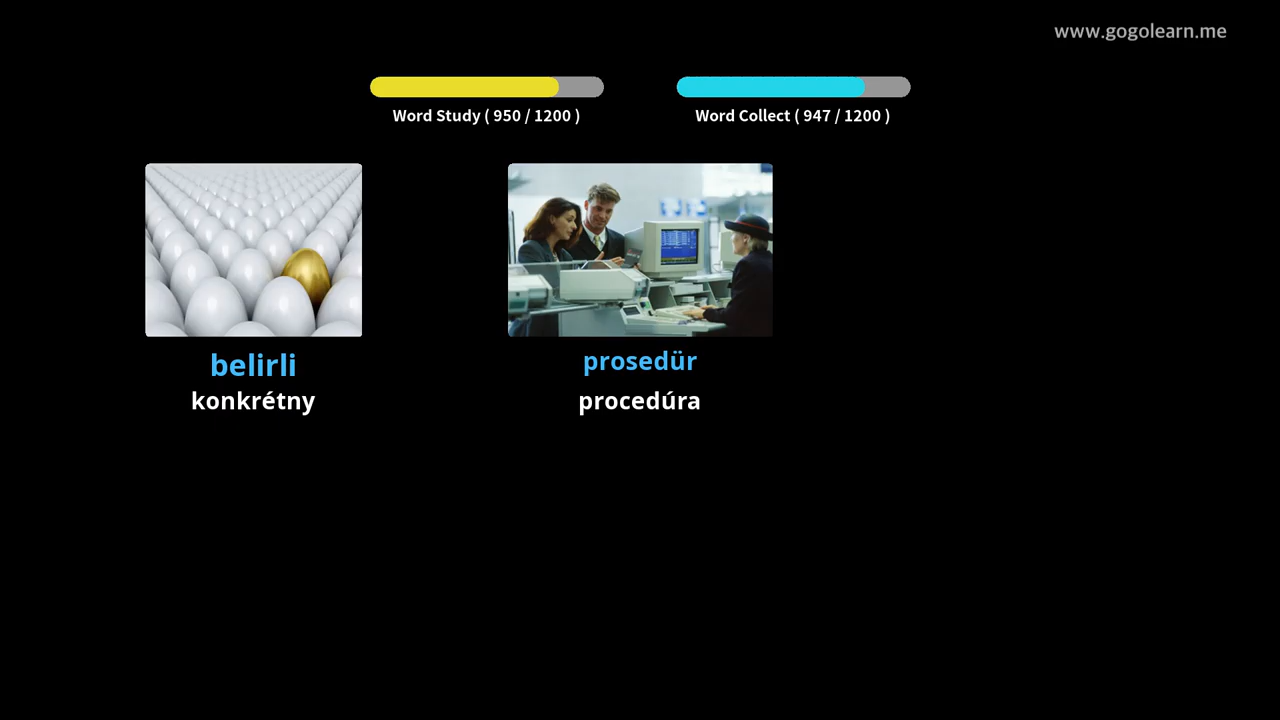 www.gogolearn.me
Word Study ( 950 / 1200 )
Word Collect ( 947 / 1200 )
belirli
konkrétny
prosedür
procedúra